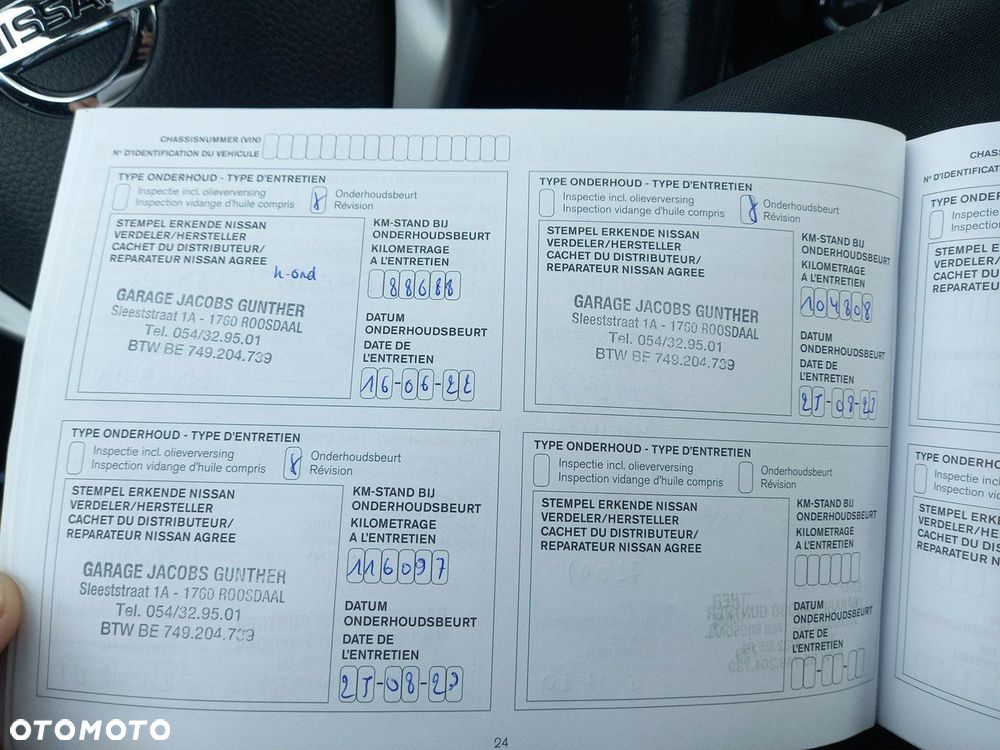 NISSAN
CHASSISNUMMER (VIN)
N° D'IDENTIFICATION DU VEHICULE
TYPE ONDERHOUD - TYPE D'ENTRETIEN
Inspectie incl. olieverversing
Inspection vidange d'huile compris
Onderhoudsbeurt
Révision
STEMPEL ERKENDE NISSAN
VERDELER/HERSTELLER
CACHET DU DISTRIBUTEUR/
REPARATEUR NISSAN AGREE
h-ond
GARAGE JACOBS GUNTHER
Sleeststraat 1A - 1760 ROOSDAAL
Tel. 054/32.95.01
BTW BE 749.204.739
KM-STAND BIJ
ONDERHOUDSBEURT
KILOMETRAGE
A L'ENTRETIEN
88688
DATUM
ONDERHOUDSBEURT
DATE DE
L'ENTRETIEN
16-06-22
TYPE ONDERHOUD - TYPE D'ENTRETIEN
Inspectie incl. olieverversing
Inspection vidange d'huile compris
Onderhoudsbeurt
Révision
STEMPEL ERKENDE NISSAN
VERDELER/HERSTELLER
CACHET DU DISTRIBUTEUR/
REPARATEUR NISSAN AGREE
GARAGE JACOBS GUNTHER
Sleeststraat 1A - 1760 ROOSDAAL
Tel. 054/32.95.01
BTW BE 749.204.739
KM-STAND BIJ
ONDERHOUDSBEURT
KILOMETRAGE
A L'ENTRETIEN
104808
DATUM
ONDERHOUDSBEURT
DATE DE
L'ENTRETIEN
TYPE ONDERHOUD - TYPE D'ENTRETIEN
Inspectie incl. olieverversing
Inspection vidange d'huile compris
Onderhoudsbeurt
Révision
STEMPEL ERKENDE NISSAN
VERDELER/HERSTELLER
CACHET DU DISTRIBUTEUR/
REPARATEUR NISSAN AGREE
GARAGE JACOBS GUNTHER
Sleeststraat 1A - 1760 ROOSDAAL
Tel. 054/32.95.01
BTW BE 749.204.739
KM-STAND BIJ
ONDERHOUDSBEURT
KILOMETRAGE
A L'ENTRETIEN
116097
DATUM
ONDERHOUDSBEURT
DATE DE
L'ENTRETIEN
TYPE ONDERHOUD - TYPE D'ENTRETIEN
Inspectie incl. olieverversing
Inspection vidange d'huile compris
Onderhoudsbeurt
Révision
STEMPEL ERKENDE NISSAN
VERDELER/HERSTELLER
CACHET DU DISTRIBUTEUR/
REPARATEUR NISSAN AGREE
KM-STAND BIJ
ONDERHOUDSBEURT
KILOMETRAGE
A L'ENTRETIEN
DATUM
ONDERHOUDSBEURT
DATE DE
L'ENTRETIEN
24
OTOMOTO